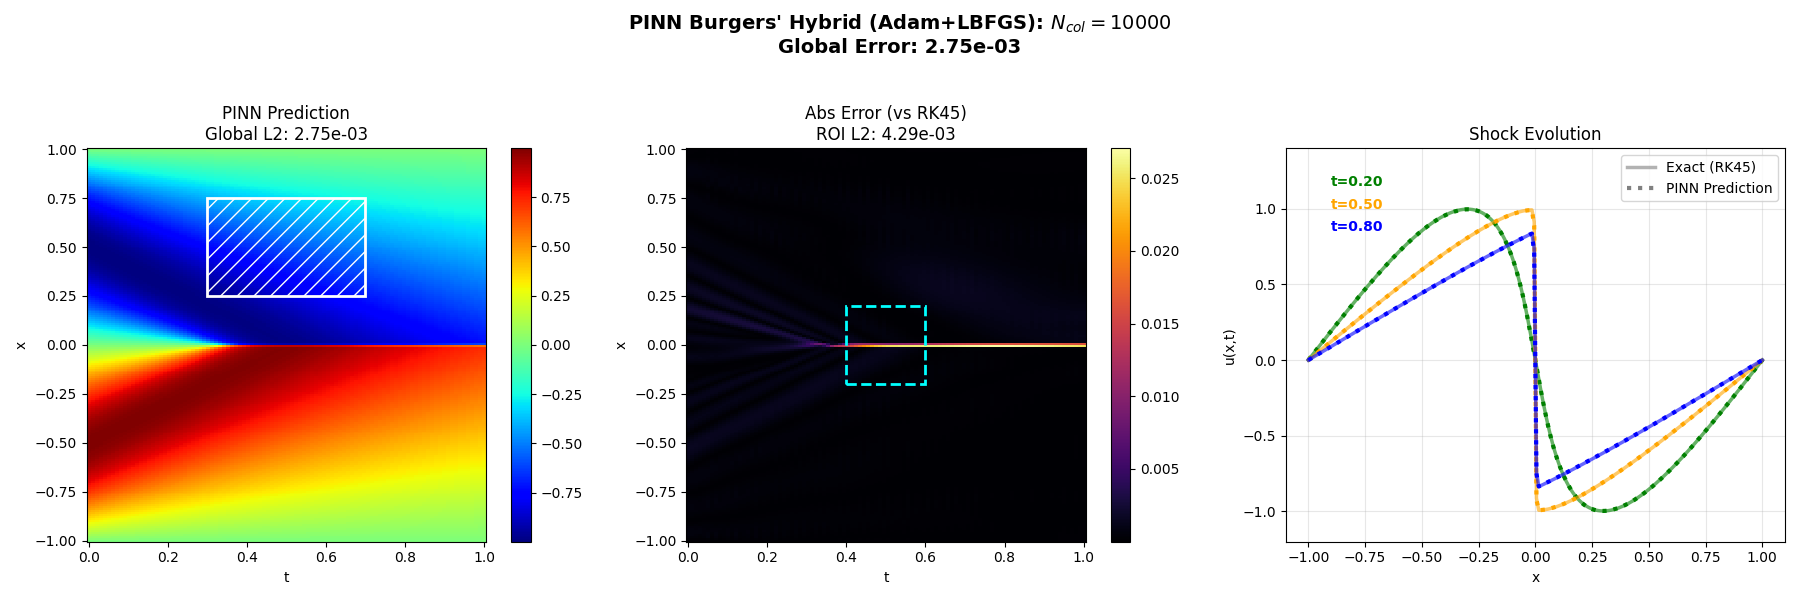 PINN Burgers' Hybrid (Adam+LBFGS): $N_{col} = 10000$
Global Error: 2.75e-03
PINN Prediction
Global L2: 2.75e-03
1.00
0.75
0.50
0.25
0.00
−0.25
−0.50
−0.75
−1.00
x
0.0 0.2 0.4 0.6 0.8 1.0
t
0.75
0.50
0.25
0.00
−0.25
−0.50
−0.75
Abs Error (vs RK45)
ROI L2: 4.29e-03
1.00
0.75
0.50
0.25
0.00
−0.25
−0.50
−0.75
−1.00
x
0.0 0.2 0.4 0.6 0.8 1.0
t
0.025
0.020
0.015
0.010
0.005
Shock Evolution
Exact (RK45)
PINN Prediction
t=0.20
t=0.50
t=0.80
1.0
0.5
0.0
−0.5
−1.0
u(x,t)
−1.00 −0.75 −0.50 −0.25 0.00 0.25 0.50 0.75 1.00
x